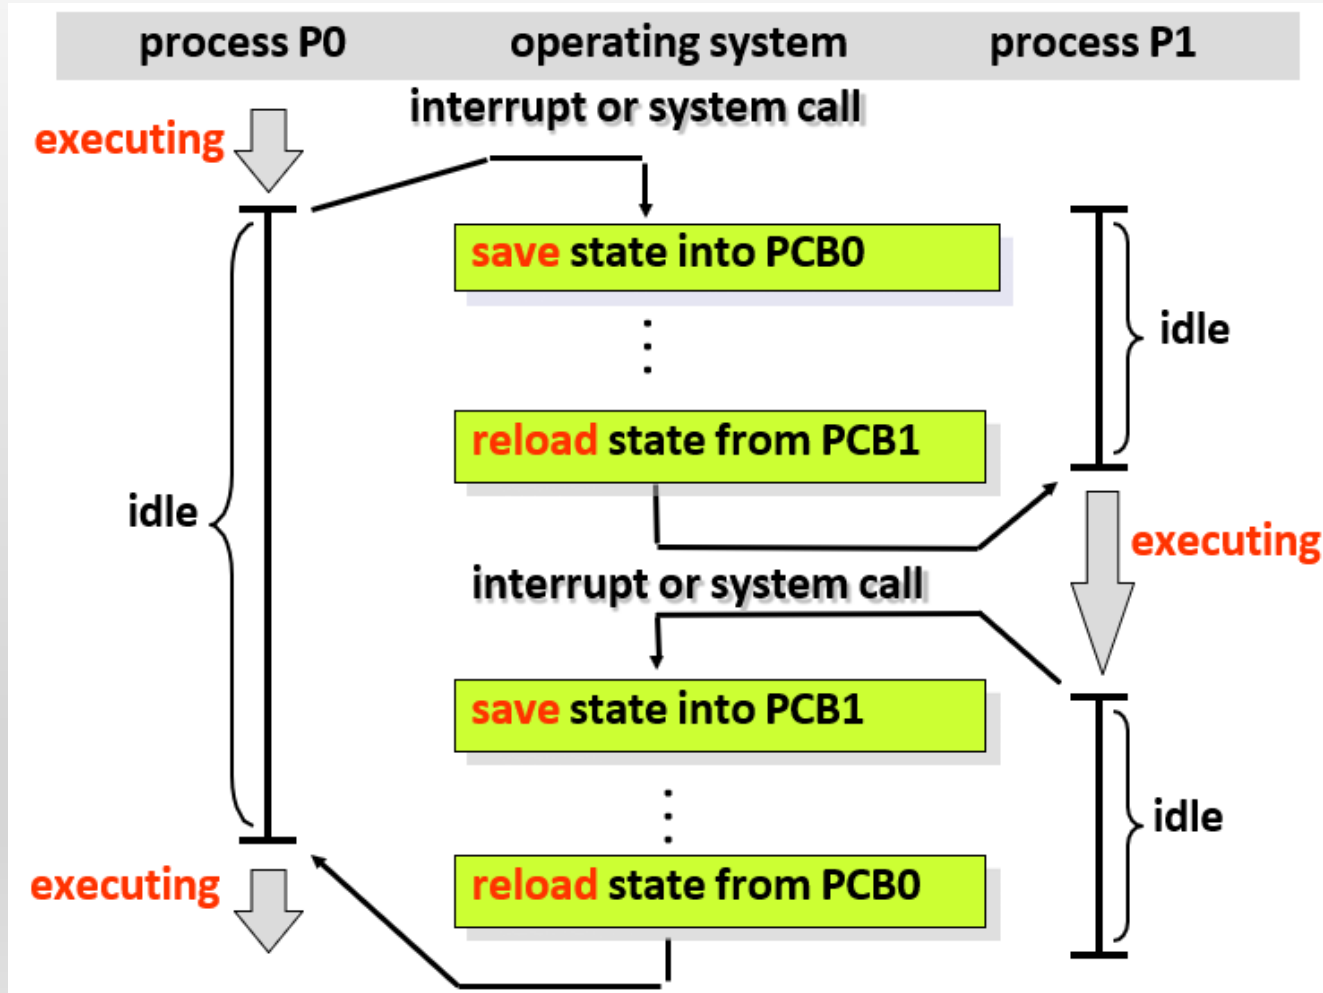 process P0 operating system process P1
interrupt or system call
executing
save state into PCB0
idle
reload state from PCB1
idle
executing
interrupt or system call
save state into PCB1
idle
reload state from PCB0
executing